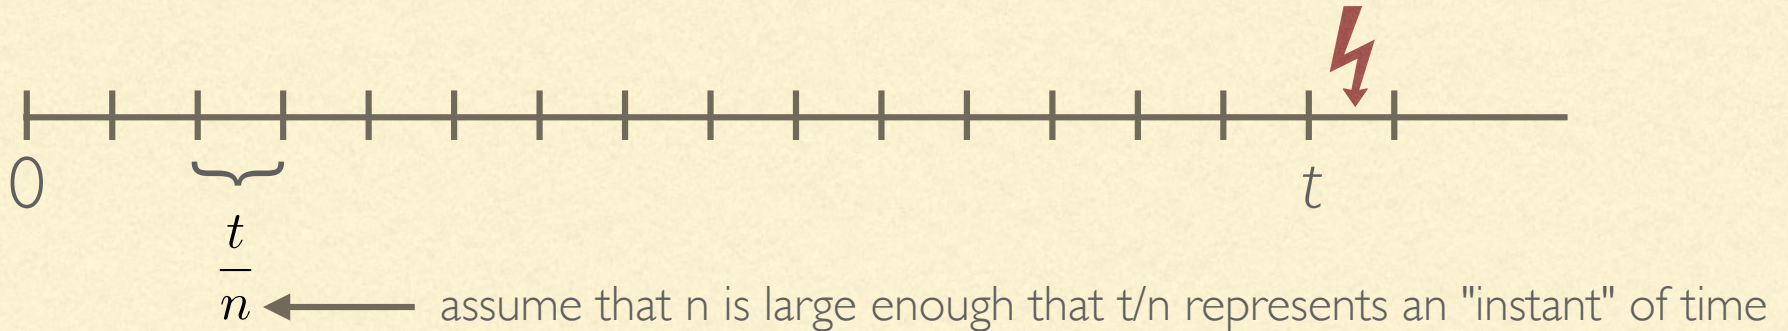 0
t
t
n
assume that n is large enough that t/n represents an "instant" of time